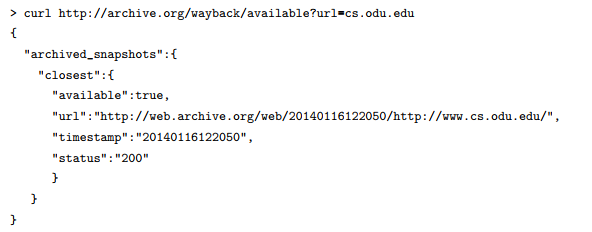 > curl http://archive.org/wayback/available?url=cs.odu.edu
{
"archived_snapshots":{
"closest":{
"available":true,
"url":"http://web.archive.org/web/20140116122050/http://www.cs.odu.edu/",
"timestamp":"20140116122050",
"status":"200"
}
}
}